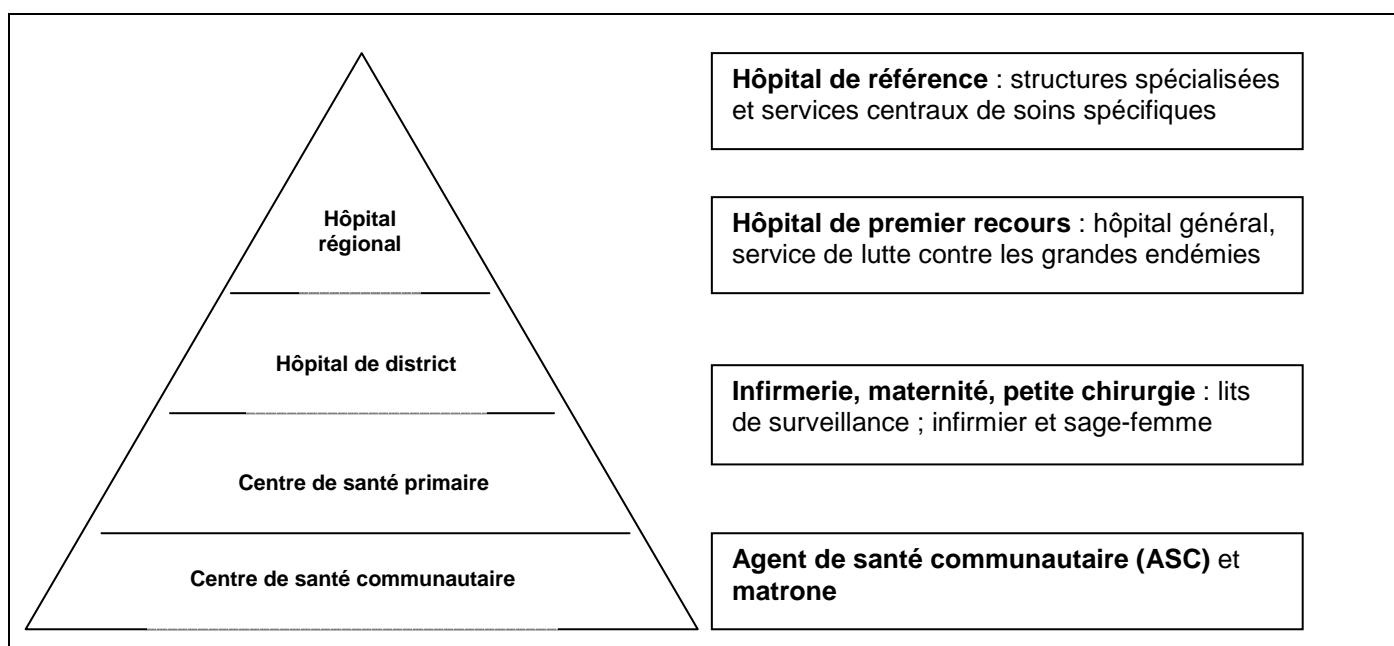 Hôpital
régional
Hôpital de district
Centre de santé primaire
Centre de santé communautaire
Hôpital de référence : structures spécialisées
et services centraux de soins spécifiques
Hôpital de premier recours : hôpital général,
service de lutte contre les grandes endémies
Infirmerie, maternité, petite chirurgie : lits
de surveillance ; infirmier et sage-femme
Agent de santé communautaire (ASC) et
matrone